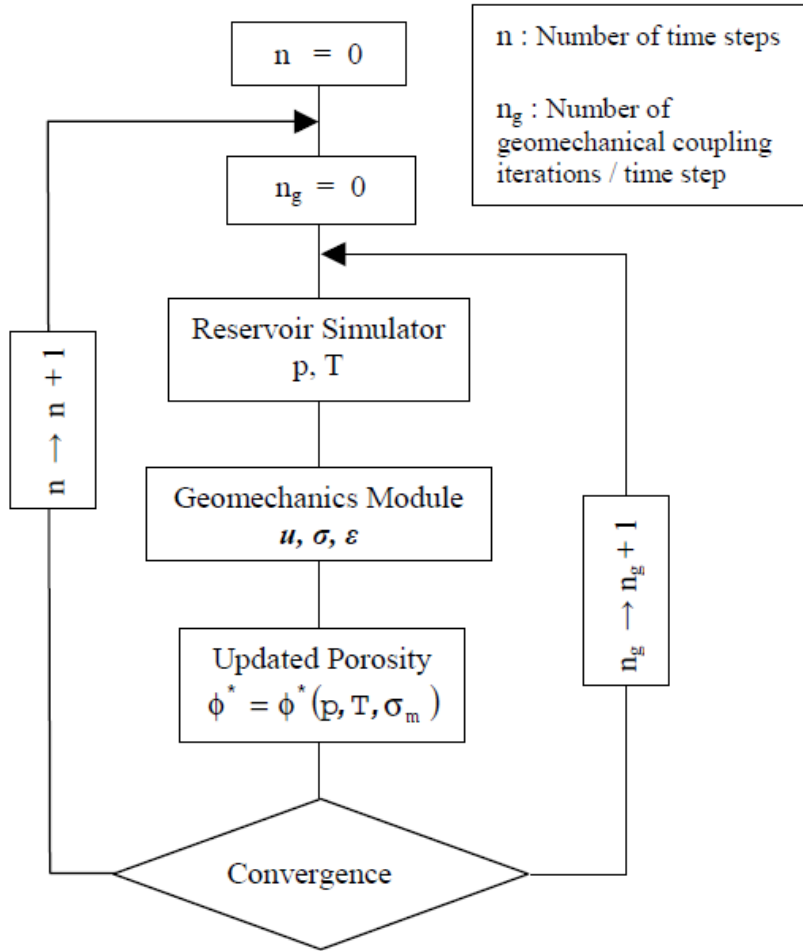 n = 0
n : Number of time steps
n_g : Number of
geomechanical coupling
iterations / time step
n_g = 0
Reservoir Simulator
p, T
n → n + 1
Geomechanics Module
u, σ, ε
n_g → n_g + 1
Updated Porosity
ϕ* = ϕ*(p, T, σ_m)
Convergence